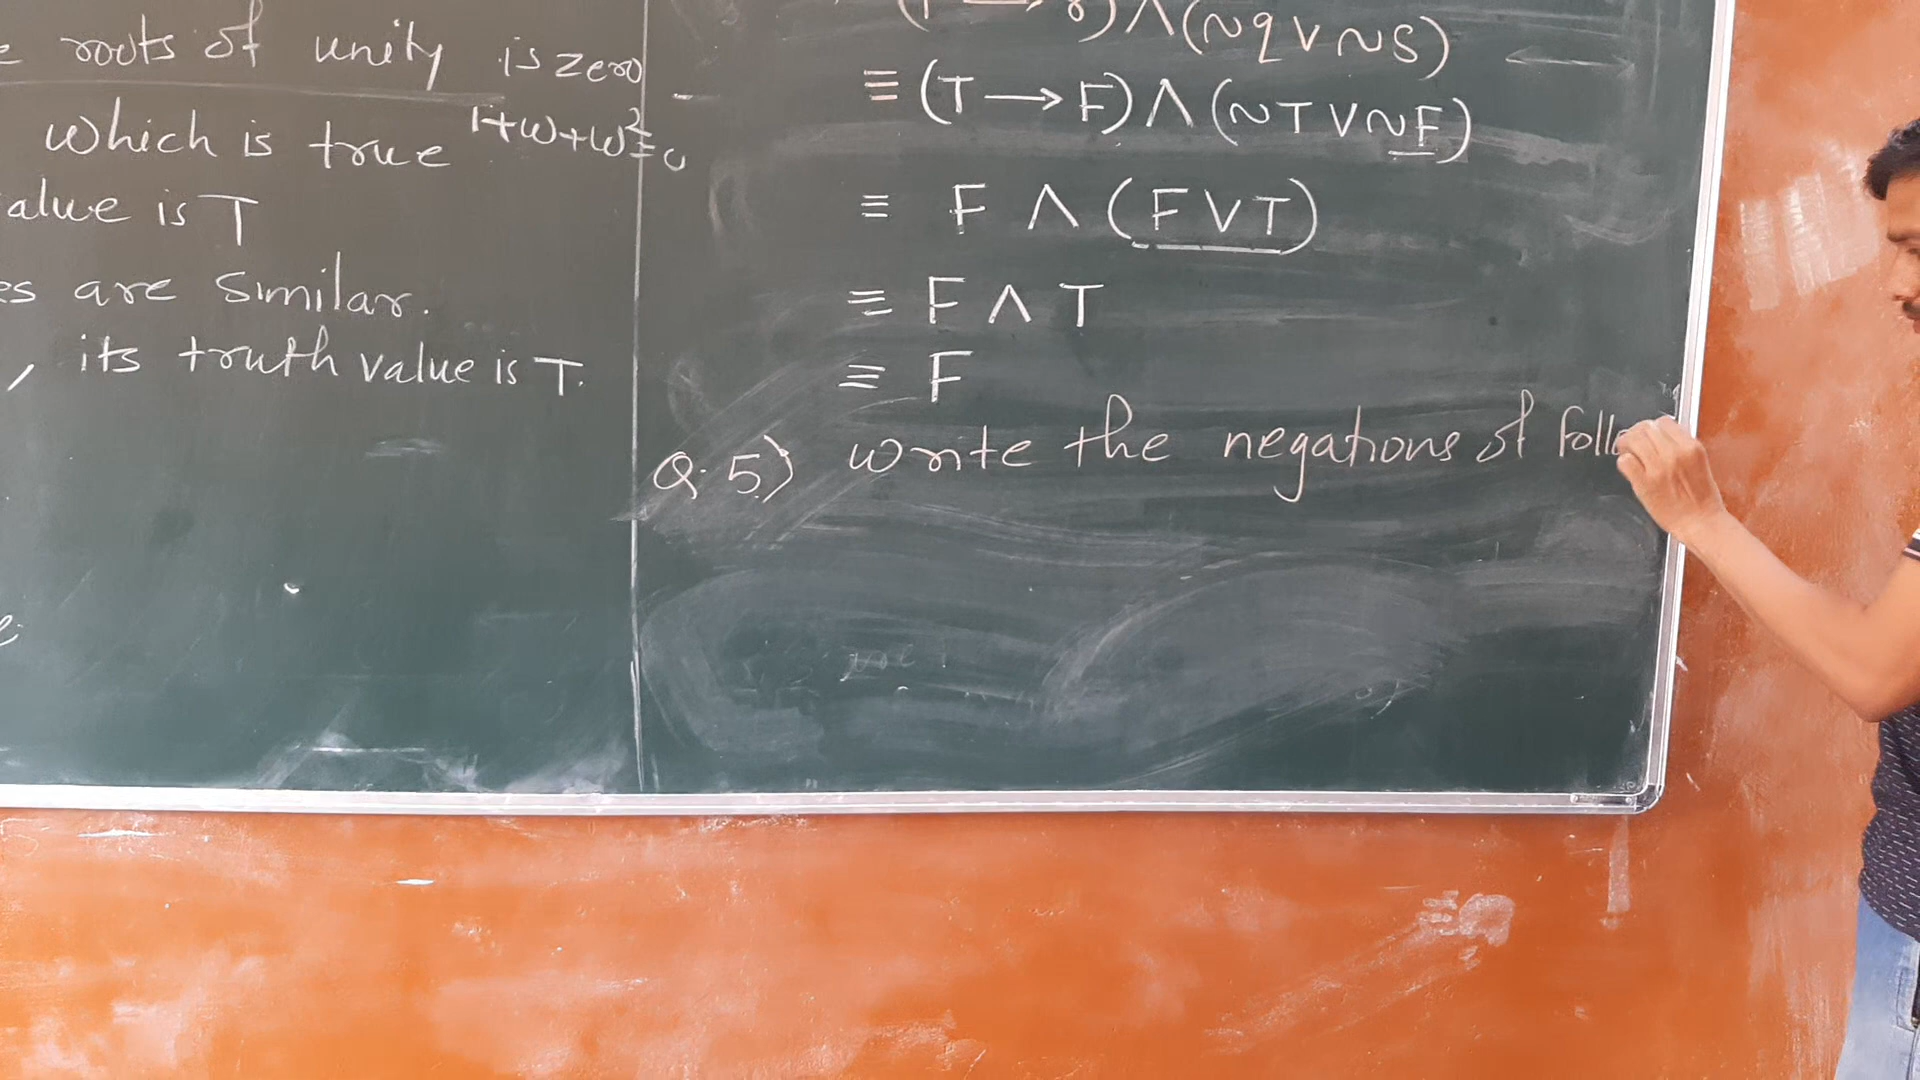 roots of unity is zero
which is true 1+ω+ω²=0
alue is T
es are similar.
, its truth value is T.
∧(~q∨~s)
≡ (T→F)∧(~T∨~F)
≡ F∧(F∨T)
≡ F∧T
≡ F
Q.5) write the negations of follo